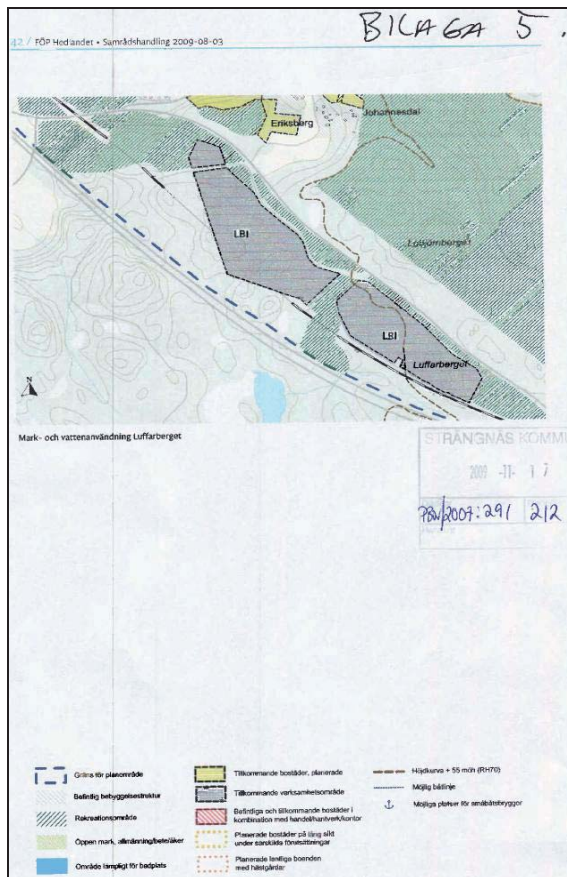 BILAGA 5.
42 / FÖP Hedlandet • Samrådshandling 2009-08-03
Johannesdal
Eriksberg
LBI
LBI
Luffarberget
Mark- och vattenanvändning Luffarberget
STRÄNGNÄS KOMMU
2009 -11- 17
PBN/2007:291 212
Gräns för planområde
Befintlig bebyggelsestruktur
Rekreationsområde
Öppen mark, allmänning/bete/åker
Område lämpligt för badplats
Tillkommande bostäder, planerade
Tillkommande verksamhetsområde
Befintliga och tillkommande bostäder i
kombination med handel/hantverk/kontor
Planerade bostäder på lång sikt
under särskilda förutsättningar
Planerade lantliga boenden
med hästgårdar
Höjdkurva + 55 möh (RH70)
Möjlig båtlinje
Möjliga platser för småbåtsbryggor